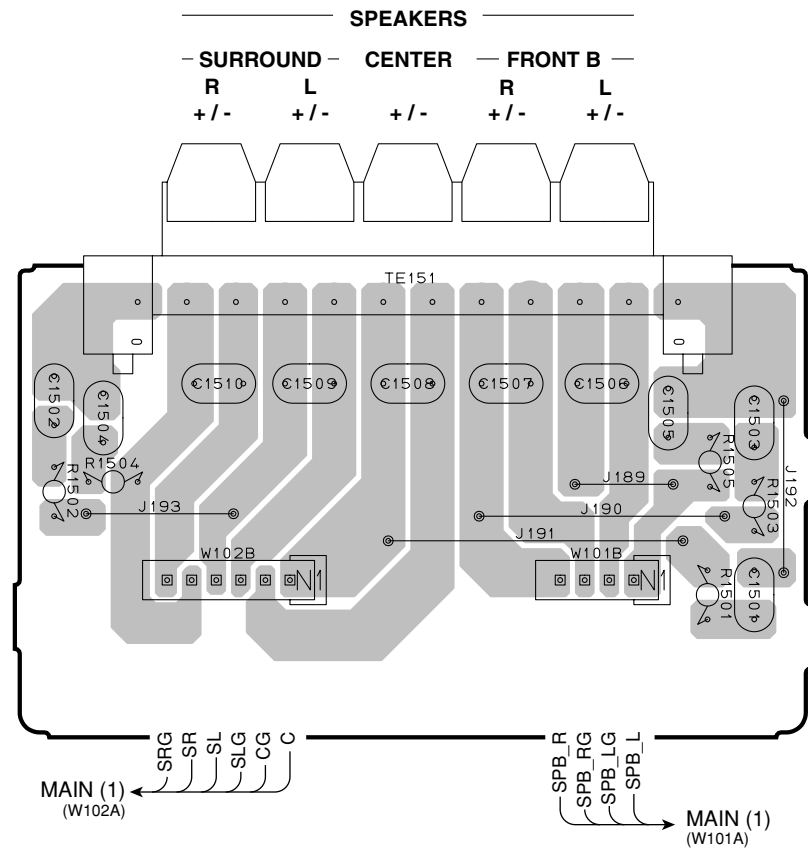 SPEAKERS
SURROUND CENTER FRONT B
R L R L
+ / - + / - + / - + / - + / -
TE151
C1510 C1509 C1508 C1507 C1506
C1502
C1504
C1505
C1503
R1504
R1502
R1505
R1503
J192
J189
J193
J190
J191
W102B
W101B
N1
N1
R1501
C1501
SRG
SR
SL
SLG
CG
C
SPB_R
SPB_RG
SPB_LG
SPB_L
MAIN (1)
(W102A)
MAIN (1)
(W101A)